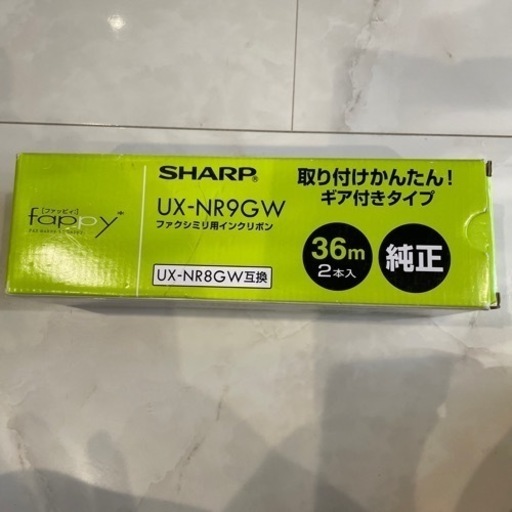 [ファッピィ]
fappy+
SHARP®
UX-NR9GW
ファクシミリ用インクリボン
UX-NR8GW互換
取り付けかんたん!
ギア付きタイプ
36m
2本入
純正